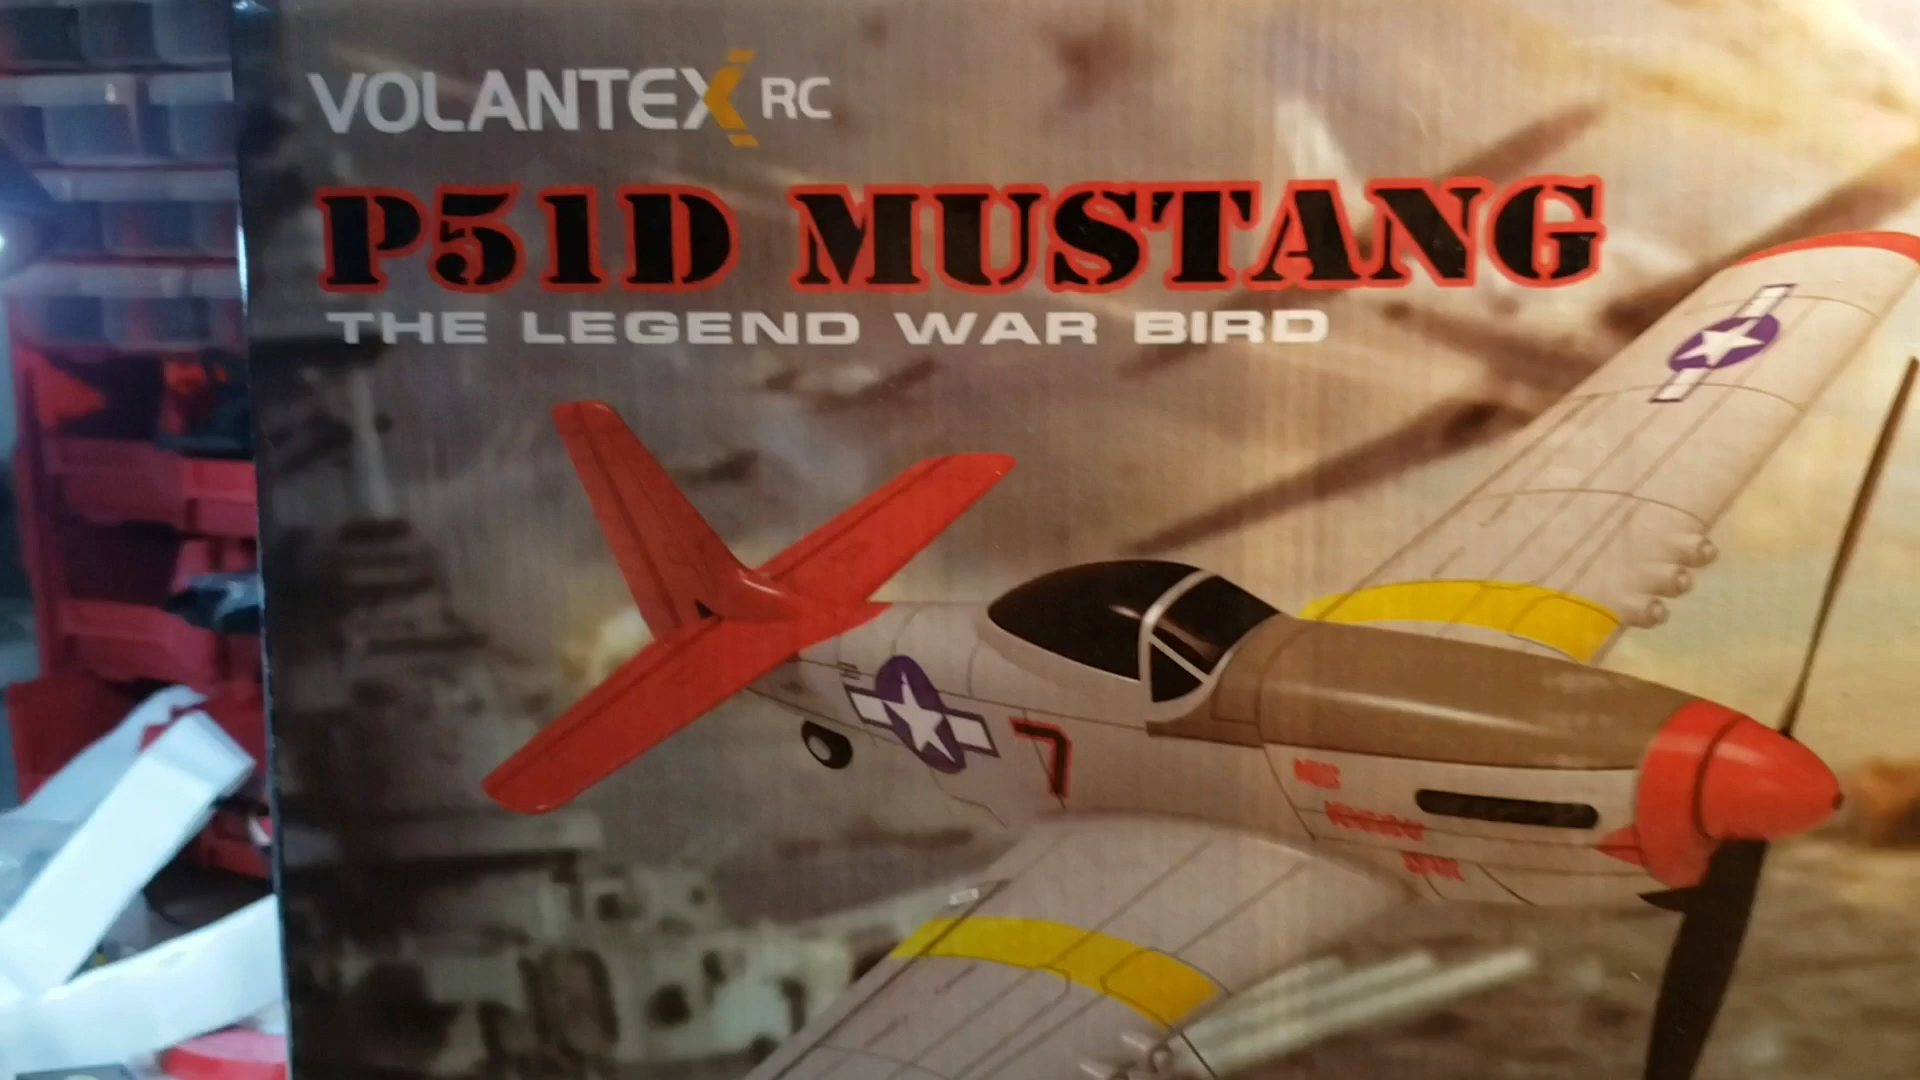 VOLANTEX RC
P51D MUSTANG
THE LEGEND WAR BIRD
7